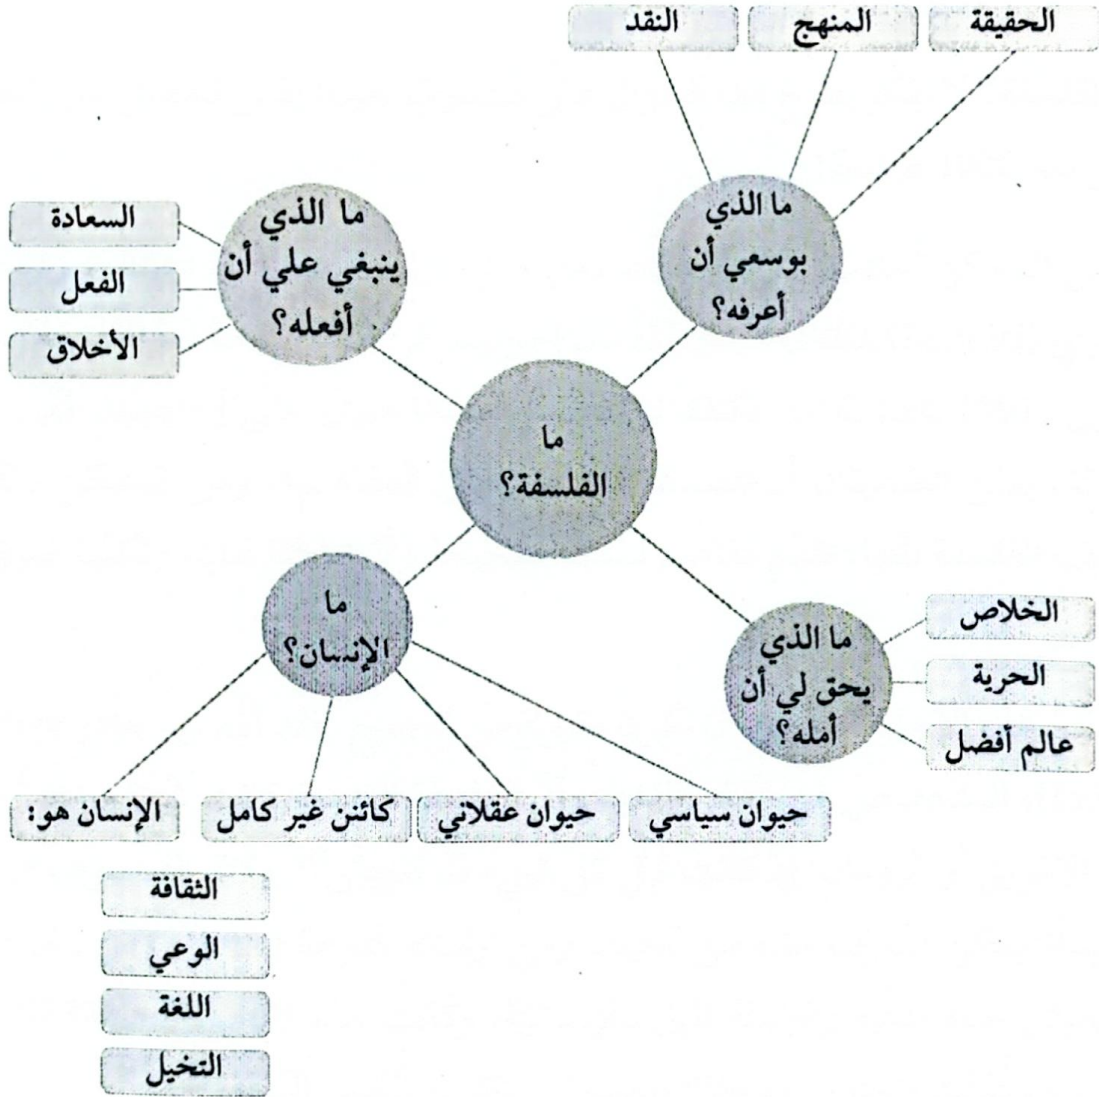 الحقيقة
المنهج
النقد
ما الذي
بوسعي أن
أعرفه؟
ما الذي
ينبغي علي أن
أفعله؟
السعادة
الفعل
الأخلاق
ما
الفلسفة؟
ما الذي
يحق لي أن
أمله؟
الخلاص
الحرية
عالم أفضل
ما
الإنسان؟
حيوان سياسي
حيوان عقلاني
كائنن غير كامل
الإنسان هو:
الثقافة
الوعي
اللغة
التخيل